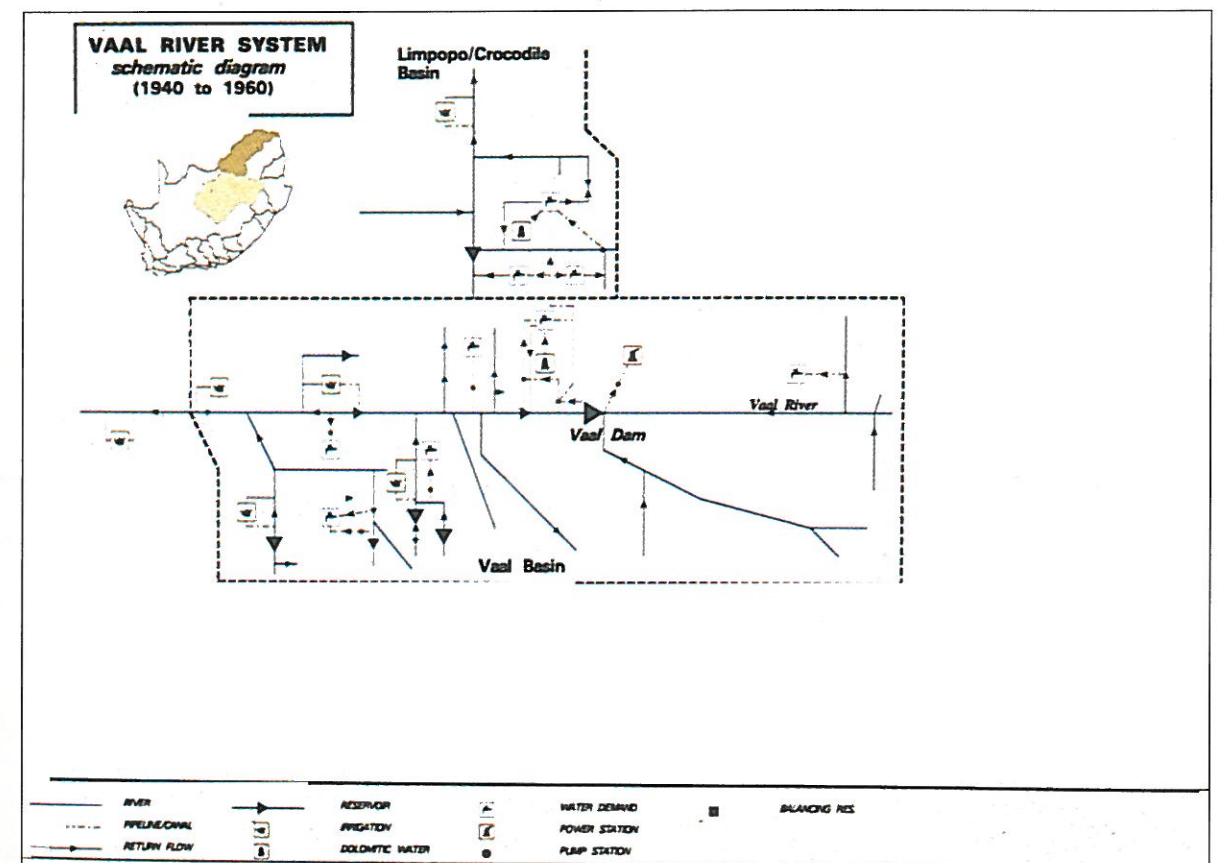 VAAL RIVER SYSTEM
schematic diagram
(1940 to 1960)
Limpopo/Crocodile
Basin
Vaal River
Vaal Dam
Vaal Basin
RIVER
PIPELINE/CANAL
RETURN FLOW
RESERVOIR
IRRIGATION
DOLOMITIC WATER
WATER DEMAND
POWER STATION
PUMP STATION
BALANCING RES.